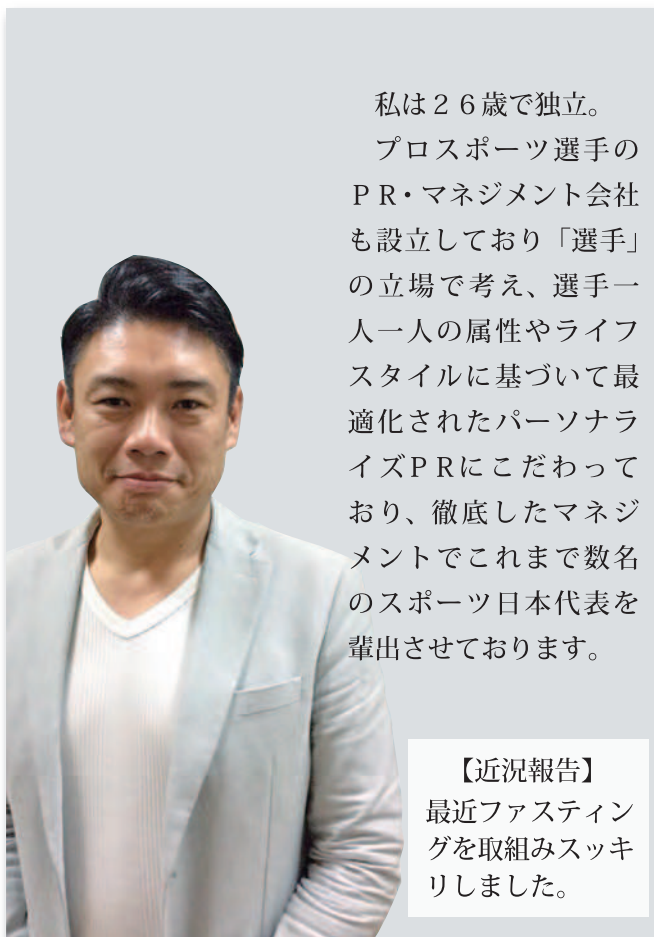 私は２６歳で独立。
　プロスポーツ選手の
ＰＲ・マネジメント会社
も設立しており「選手」
の立場で考え、選手一
人一人の属性やライフ
スタイルに基づいて最
適化されたパーソナラ
イズＰＲにこだわって
おり、徹底したマネジ
メントでこれまで数名
のスポーツ日本代表を
輩出させております。
【近況報告】
最近ファスティン
グを取組みスッキ
リしました。